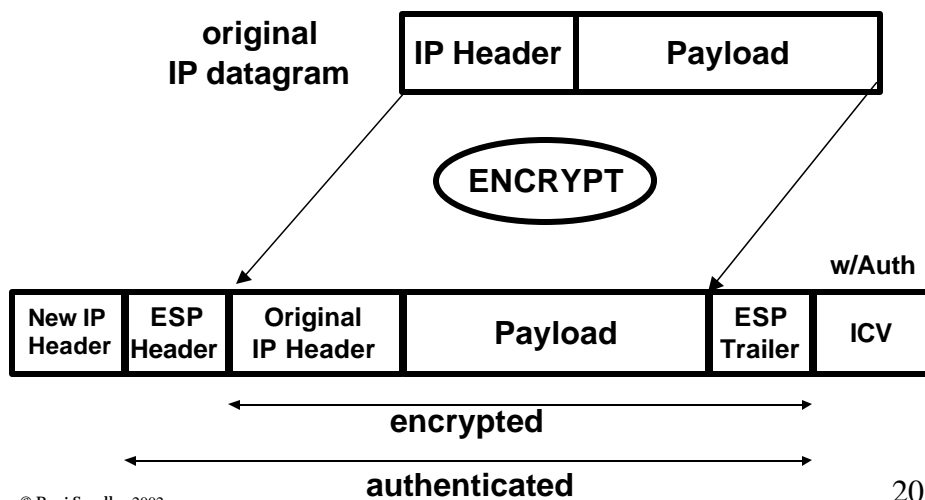 original
IP datagram
IP Header
Payload
ENCRYPT
w/Auth
New IP
Header
ESP
Header
Original
IP Header
Payload
ESP
Trailer
ICV
encrypted
authenticated
2002
20